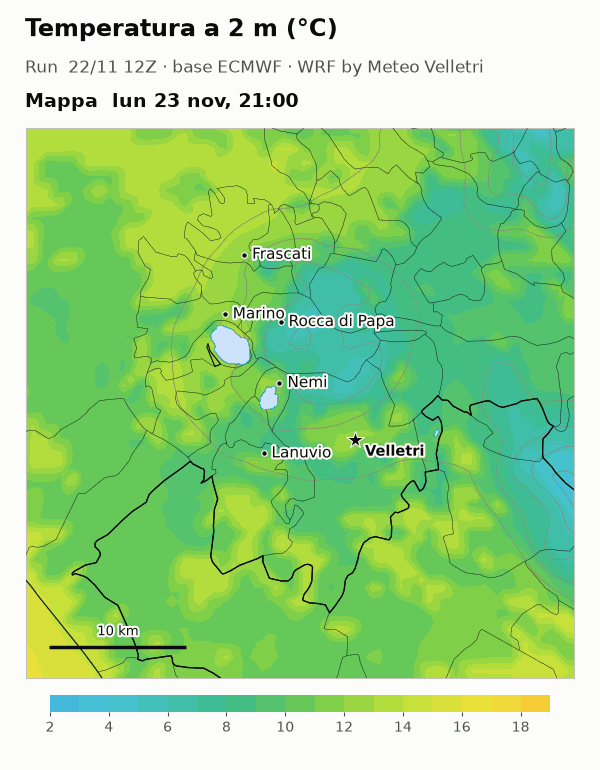 Temperatura a 2 m (°C)
Run  22/11 12Z · base ECMWF · WRF by Meteo Velletri
Mappa  lun 23 nov, 21:00
Frascati
Marino
Rocca di Papa
Nemi
Velletri
Lanuvio
10 km
2 4 6 8 10 12 14 16 18